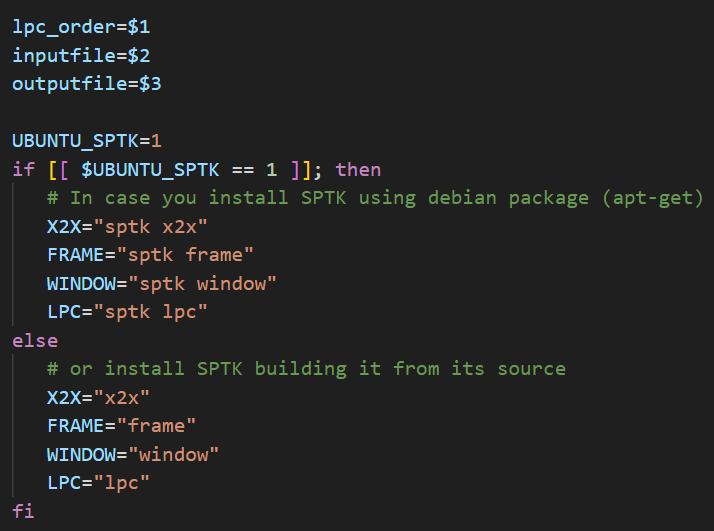 lpc_order=$1
inputfile=$2
outputfile=$3

UBUNTU_SPTK=1
if [[ $UBUNTU_SPTK == 1 ]]; then
   # In case you install SPTK using debian package (apt-get)
   X2X="sptk x2x"
   FRAME="sptk frame"
   WINDOW="sptk window"
   LPC="sptk lpc"
else
   # or install SPTK building it from its source
   X2X="x2x"
   FRAME="frame"
   WINDOW="window"
   LPC="lpc"
fi